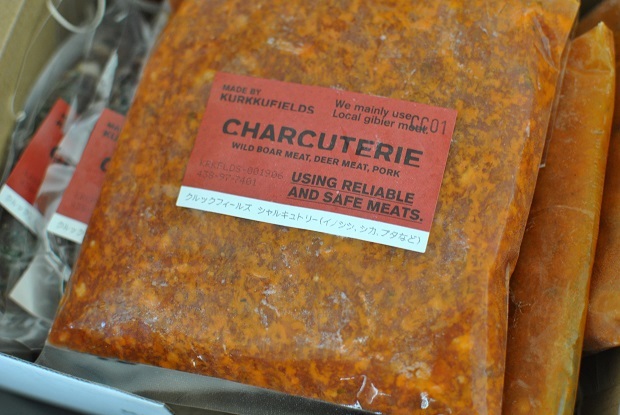 MADE BY
KURKKUFIELDS
We mainly use
Local gibier meat.
CC01
CHARCUTERIE
WILD BOAR MEAT, DEER MEAT, PORK
USING RELIABLE
AND SAFE MEATS.
クルックフィールズ シャルキュトリー(イノシシ、シカ、ブタなど)